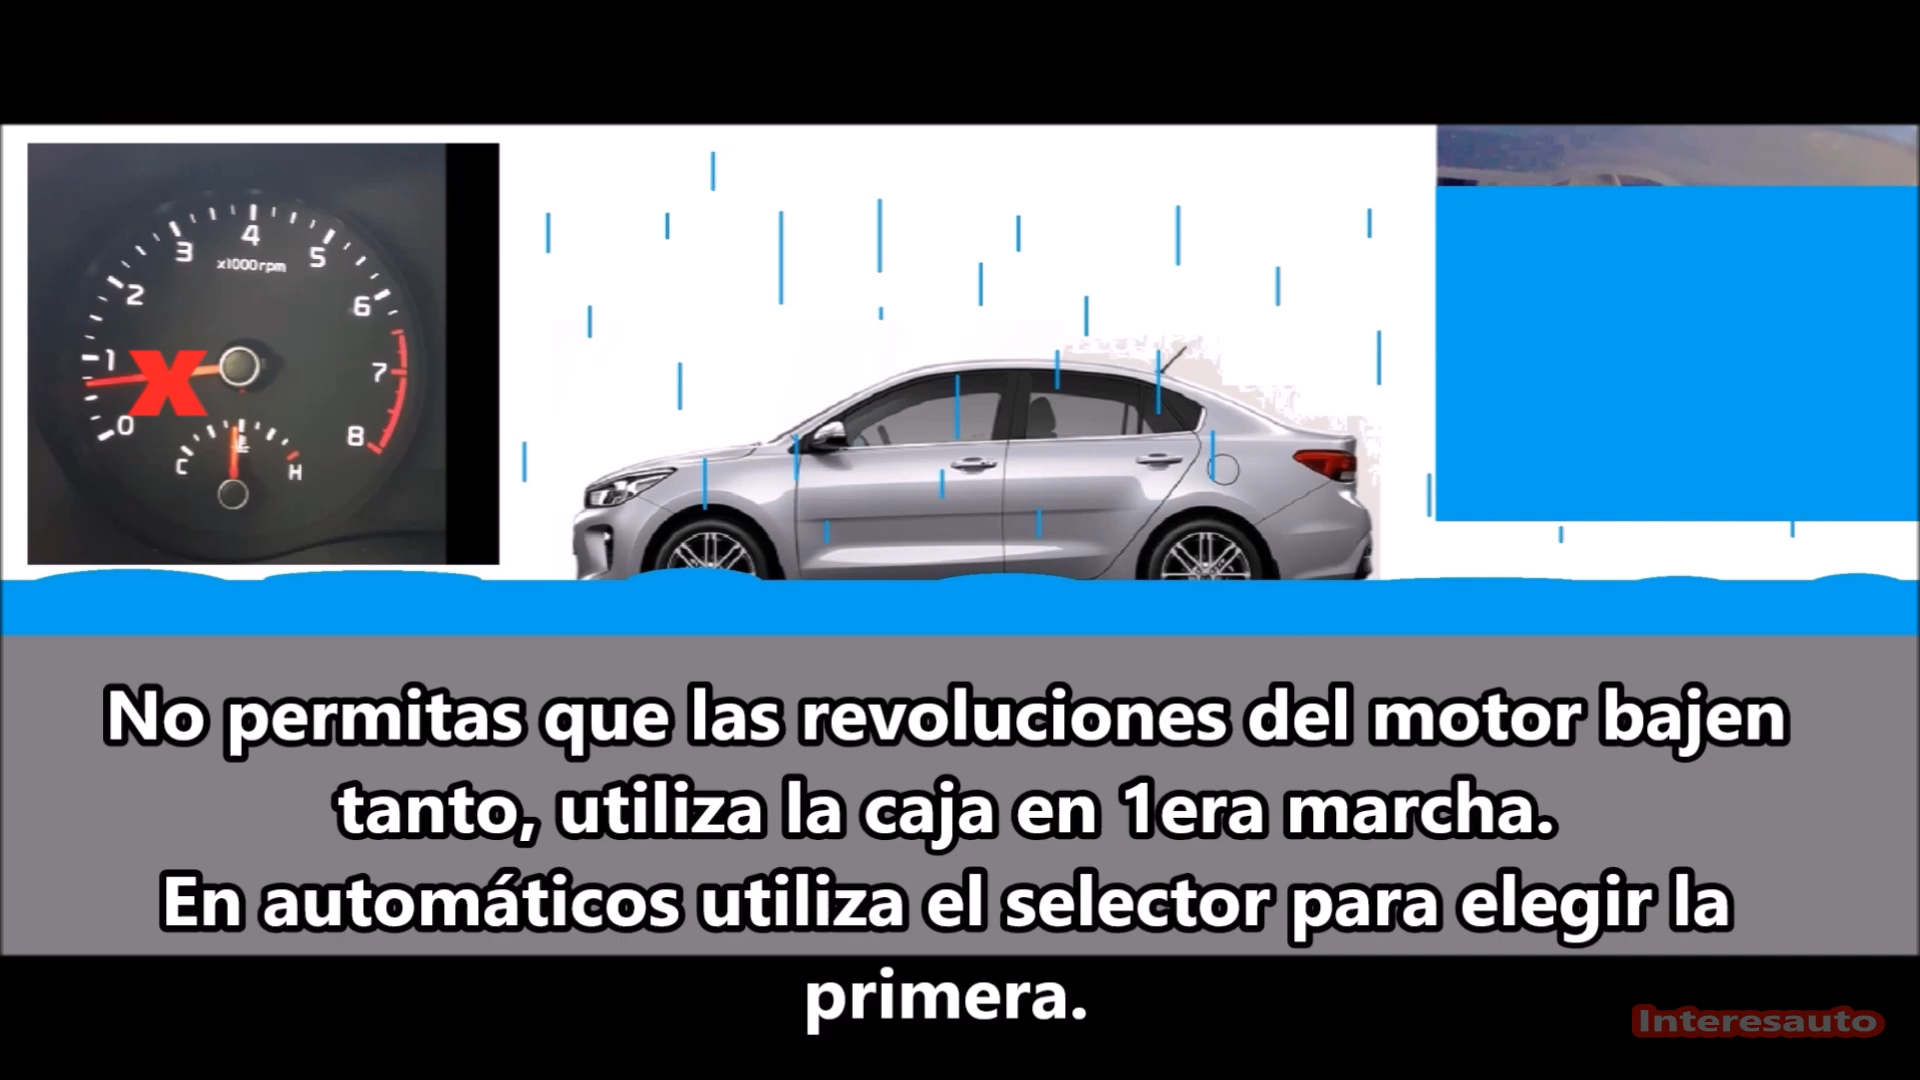 4
3
5
x1000rpm
2
6
1
7
X
0
8
C
H
No permitas que las revoluciones del motor bajen
tanto, utiliza la caja en 1era marcha.
En automáticos utiliza el selector para elegir la
primera.
Interesauto